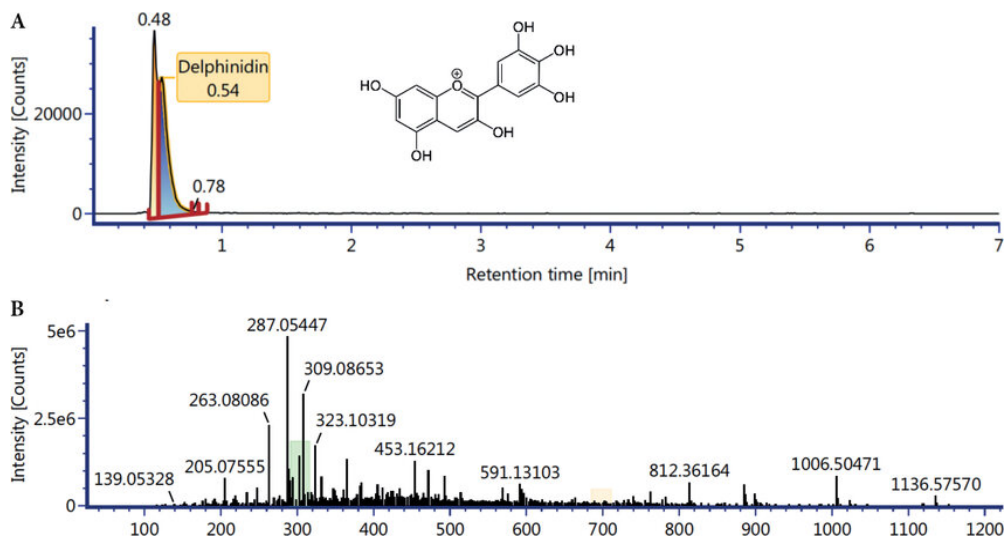 A
0.48
Delphinidin
0.54
0.78
Intensity [Counts]
20000
0
1 2 3 4 5 6 7
Retention time [min]
OH
OH
OH
HO
O
+
OH
OH
B
Intensity [Counts]
5e6
2.5e6
0
287.05447
309.08653
263.08086
323.10319
453.16212
205.07555
139.05328
591.13103
812.36164
1006.50471
1136.57570
100 200 300 400 500 600 700 800 900 1000 1100 1200